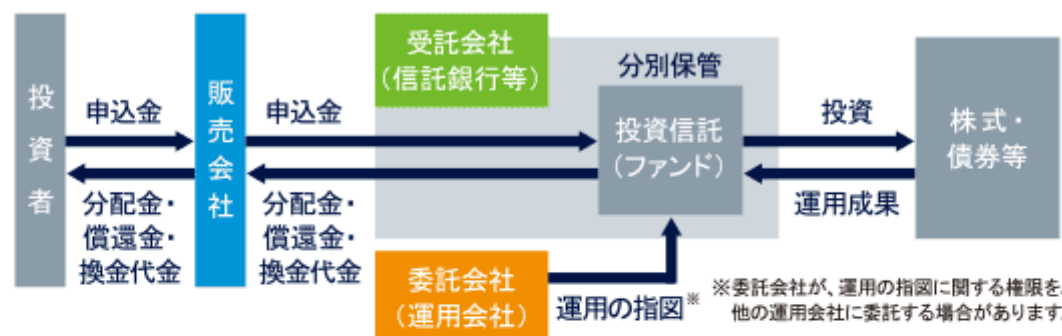 投資者
申込金
分配金・
償還金・
換金代金
販売会社
申込金
分配金・
償還金・
換金代金
受託会社
(信託銀行等)
分別保管
投資信託
(ファンド)
委託会社
(運用会社)
運用の指図※
投資
運用成果
株式・
債券等
※委託会社が、運用の指図に関する権限を、
他の運用会社に委託する場合があります